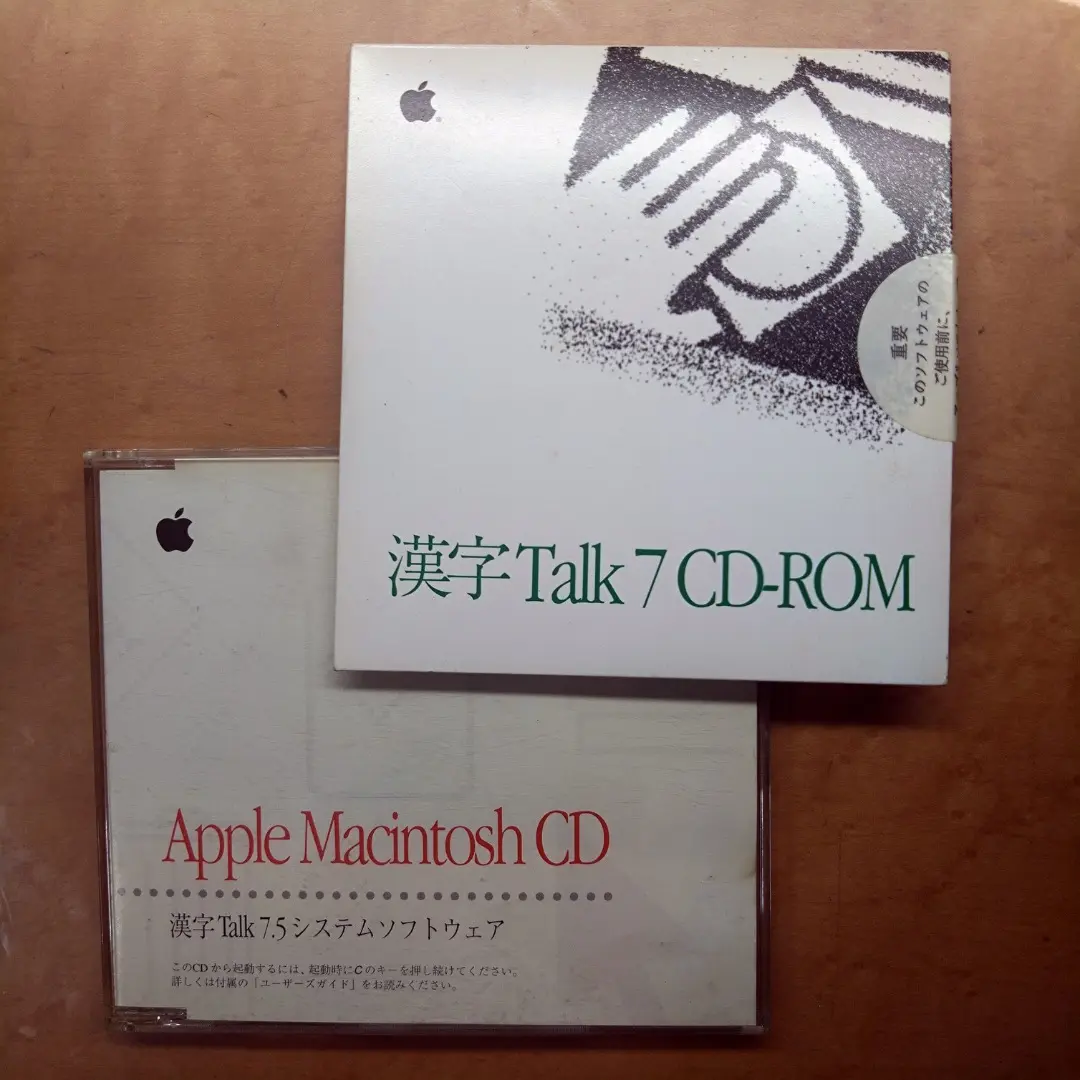 重要
このソフトウェアの
ご使用前に、
漢字Talk 7 CD-ROM
Apple Macintosh CD
漢字Talk 7.5システムソフトウェア
このCDから起動するには、起動時にCのキーを押し続けてください。
詳しくは付属の「ユーザーズガイド」をお読みください。